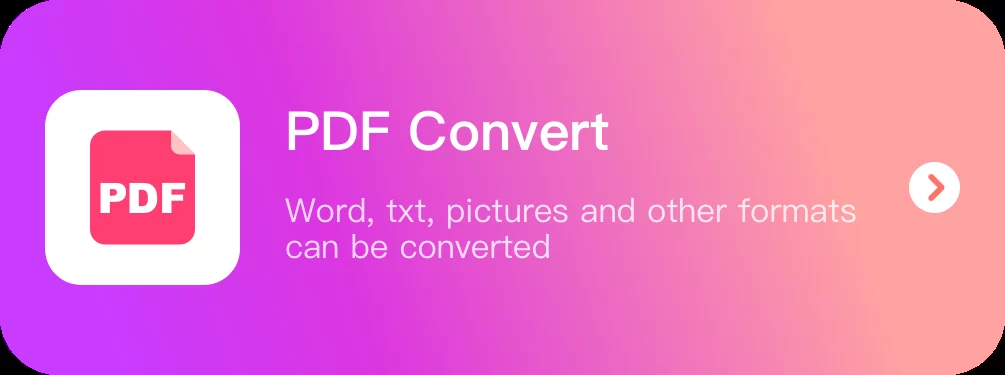 PDF
PDF Convert
Word, txt, pictures and other formats
can be converted